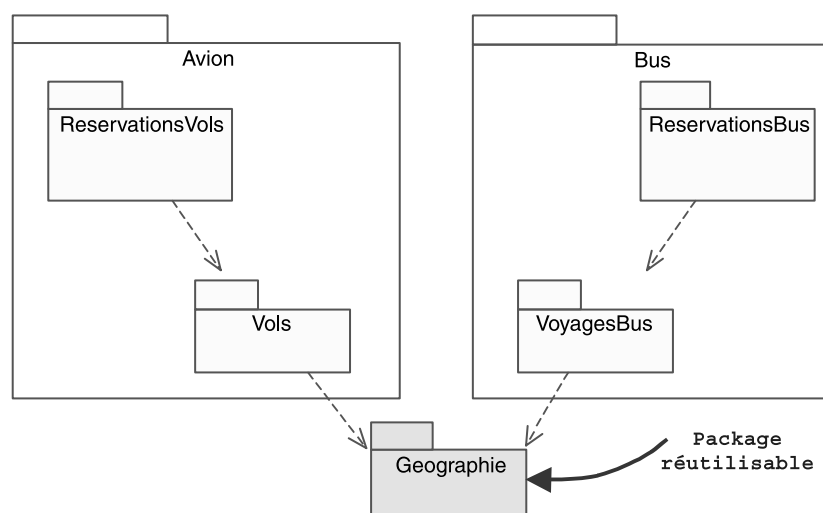 Avion
Bus
ReservationsVols
ReservationsBus
Vols
VoyagesBus
Geographie
Package
réutilisable